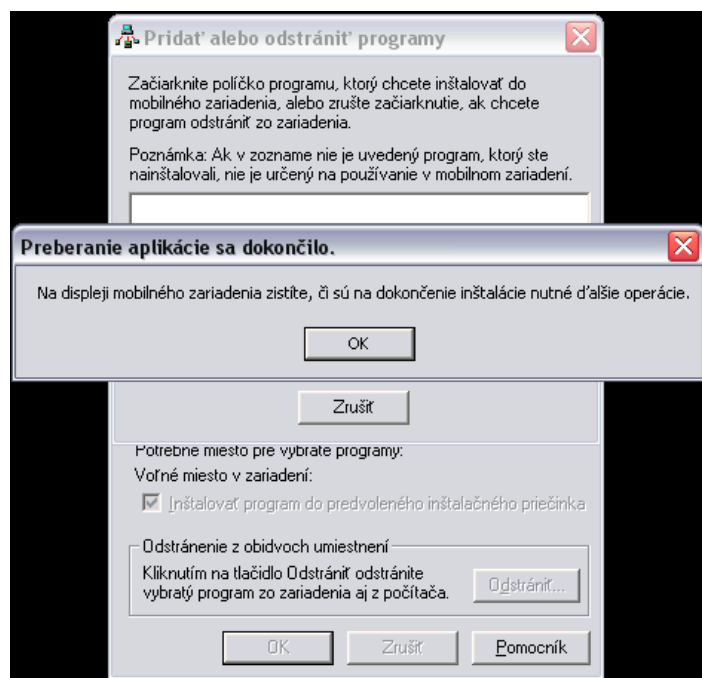 Pridať alebo odstrániť programy
Začiarknite políčko programu, ktorý chcete inštalovať do
mobilného zariadenia, alebo zrušte začiarknutie, ak chcete
program odstrániť zo zariadenia.
Poznámka: Ak v zozname nie je uvedený program, ktorý ste
nainštalovali, nie je určený na používanie v mobilnom zariadení.
Preberanie aplikácie sa dokončilo.
Na displeji mobilného zariadenia zistíte, či sú na dokončenie inštalácie nutné ďalšie operácie.
OK
Zrušiť
Potrebné miesto pre vybraté programy:
Voľné miesto v zariadení:
Inštalovať program do predvoleného inštalačného priečinka
Odstránenie z obidvoch umiestnení
Kliknutím na tlačidlo Odstrániť odstránite
vybratý program zo zariadenia aj z počítača.
Odstrániť...
OK
Zrušiť
Pomocník